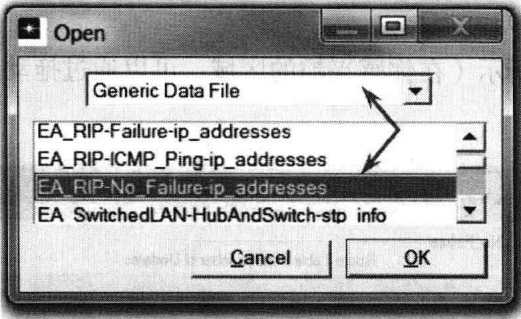 Open
Generic Data File
EA_RIP-Failure-ip_addresses
EA_RIP-ICMP_Ping-ip_addresses
EA_RIP-No_Failure-ip_addresses
EA_SwitchedLAN-HubAndSwitch-stp_info
Cancel
OK